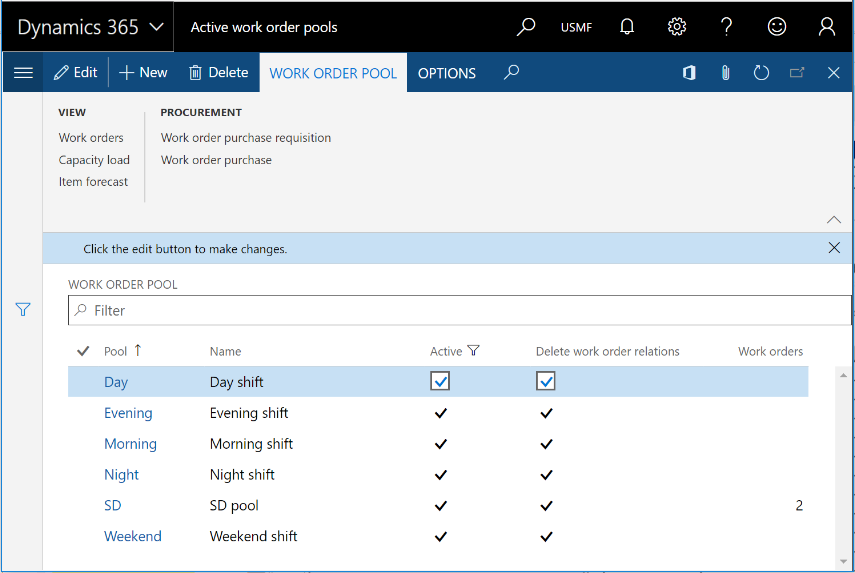 Dynamics 365 Active work order pools USMF
Edit New Delete WORK ORDER POOL OPTIONS
VIEW PROCUREMENT
Work orders Work order purchase requisition
Capacity load Work order purchase
Item forecast
Click the edit button to make changes.
WORK ORDER POOL
Filter
Pool Name Active Delete work order relations Work orders
Day Day shift
Evening Evening shift
Morning Morning shift
Night Night shift
SD SD pool 2
Weekend Weekend shift